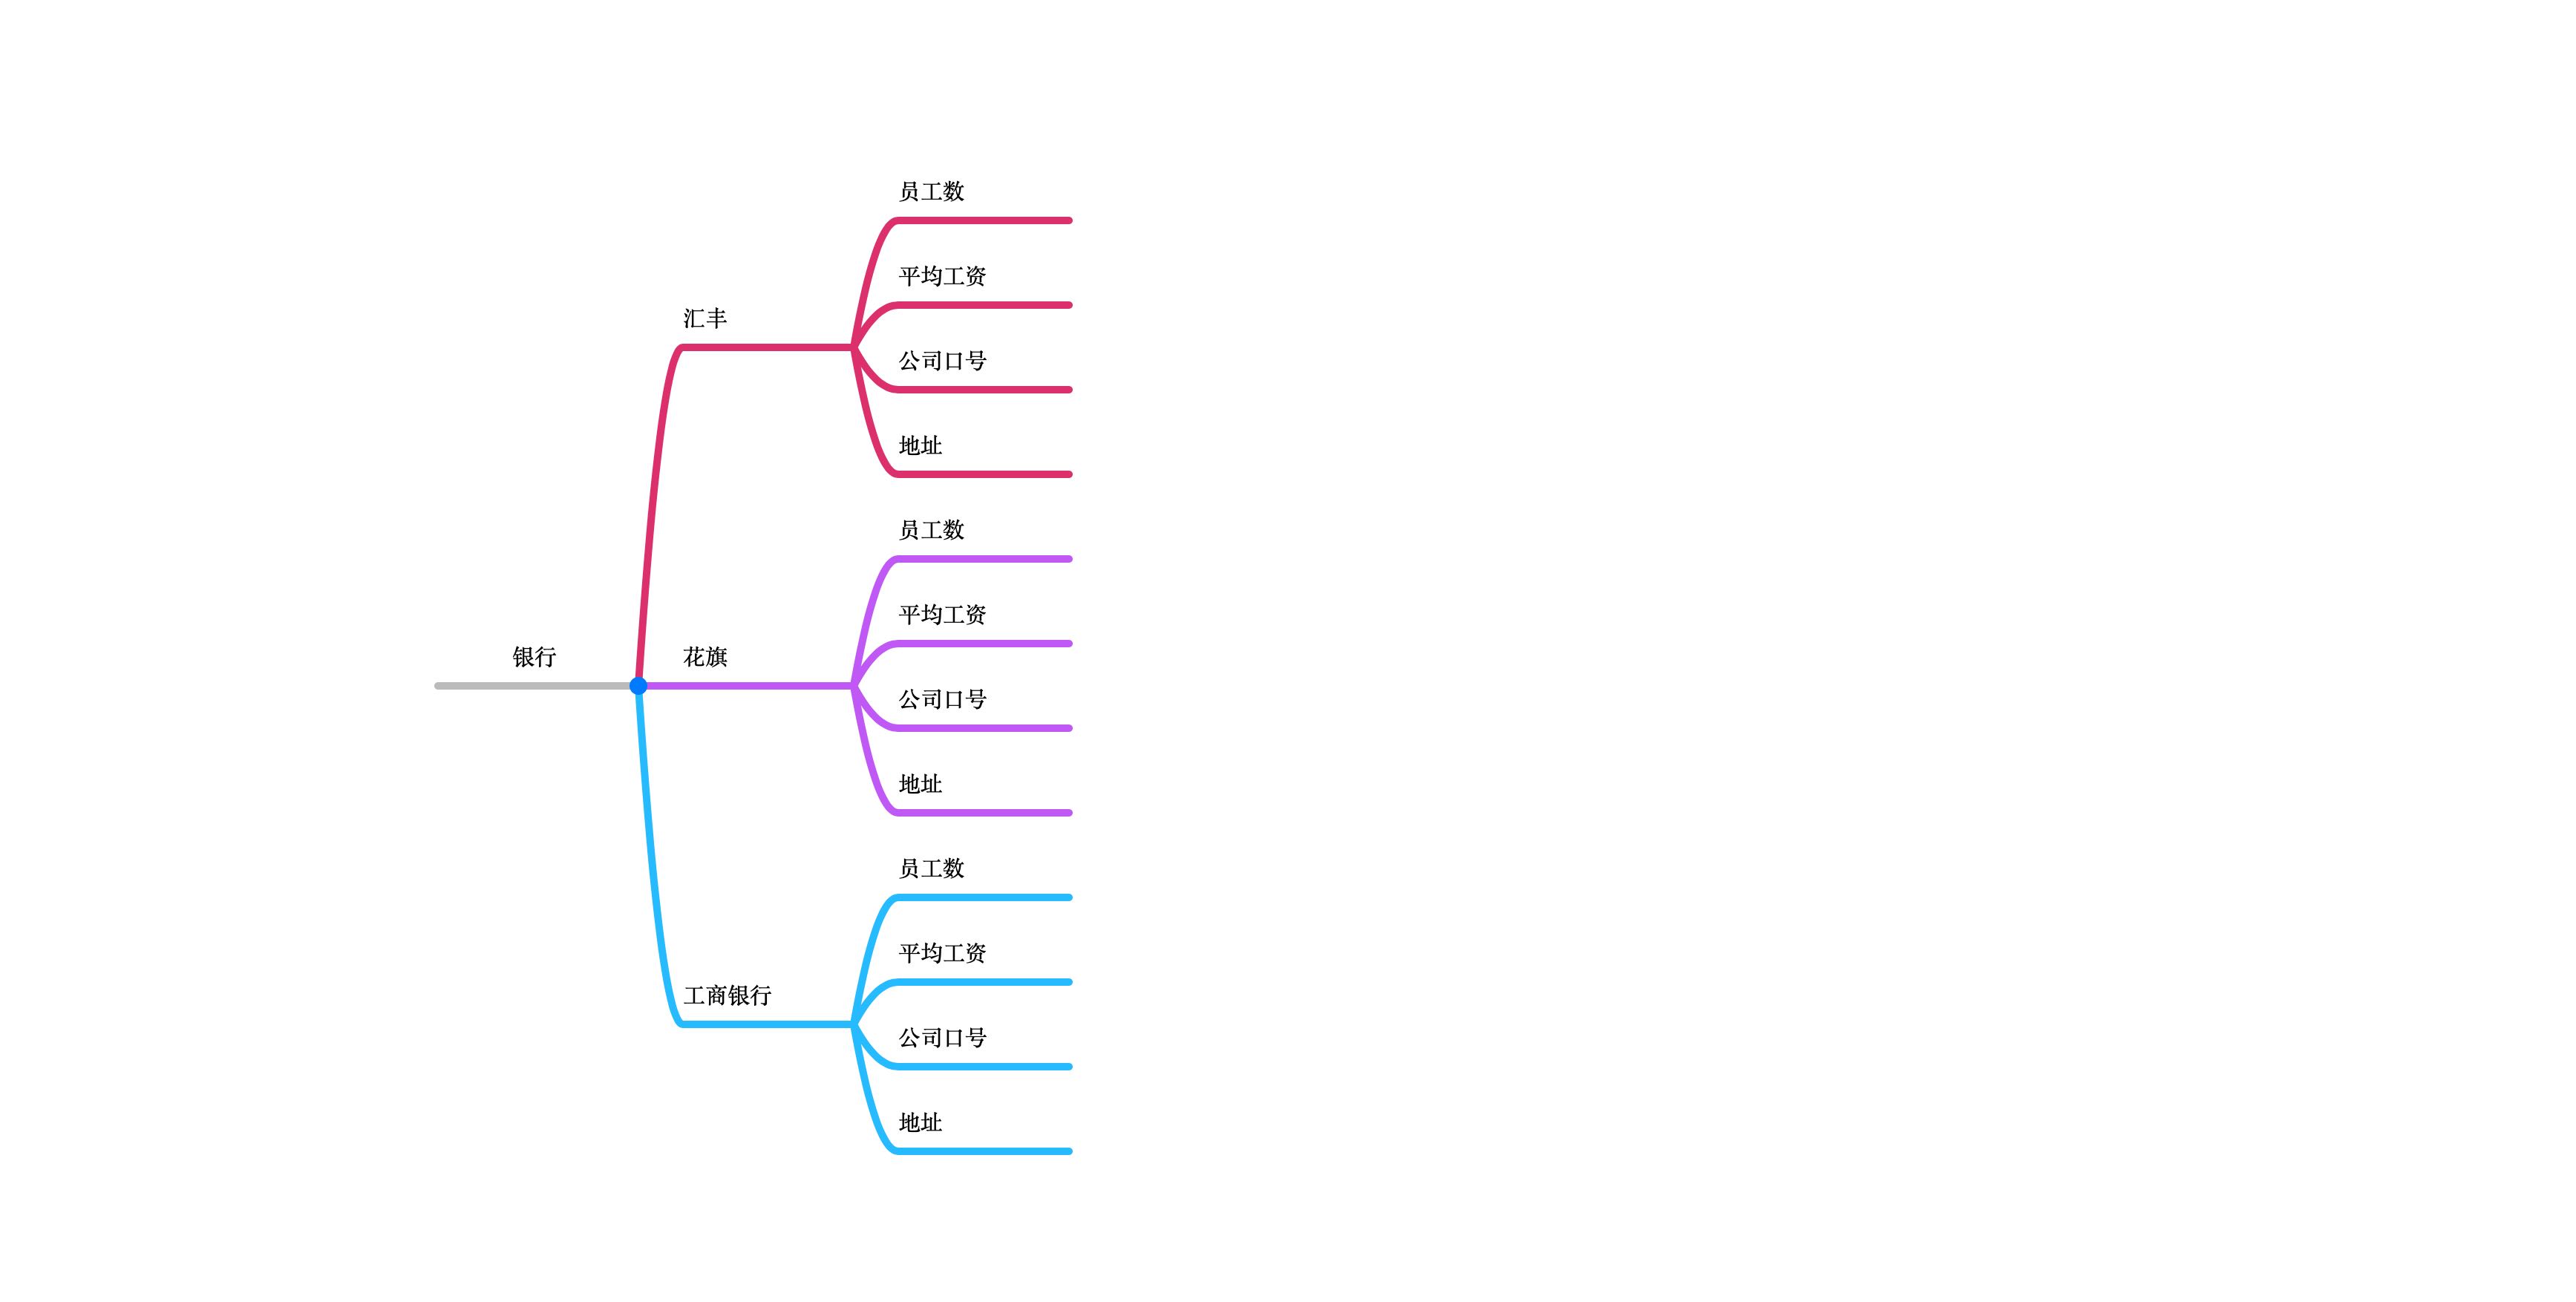 银行
汇丰
员工数
平均工资
公司口号
地址
花旗
员工数
平均工资
公司口号
地址
工商银行
员工数
平均工资
公司口号
地址